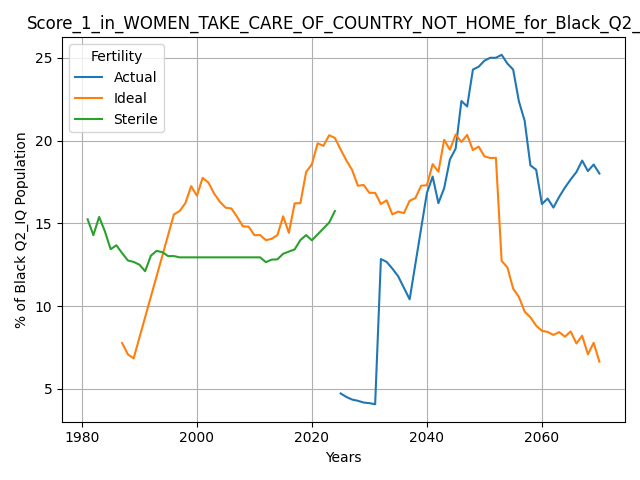 Score_1_in_WOMEN_TAKE_CARE_OF_COUNTRY_NOT_HOME_for_Black_Q2_
Fertility
Actual
Ideal
Sterile
% of Black Q2_IQ Population
25
20
15
10
5
1980 2000 2020 2040 2060
Years